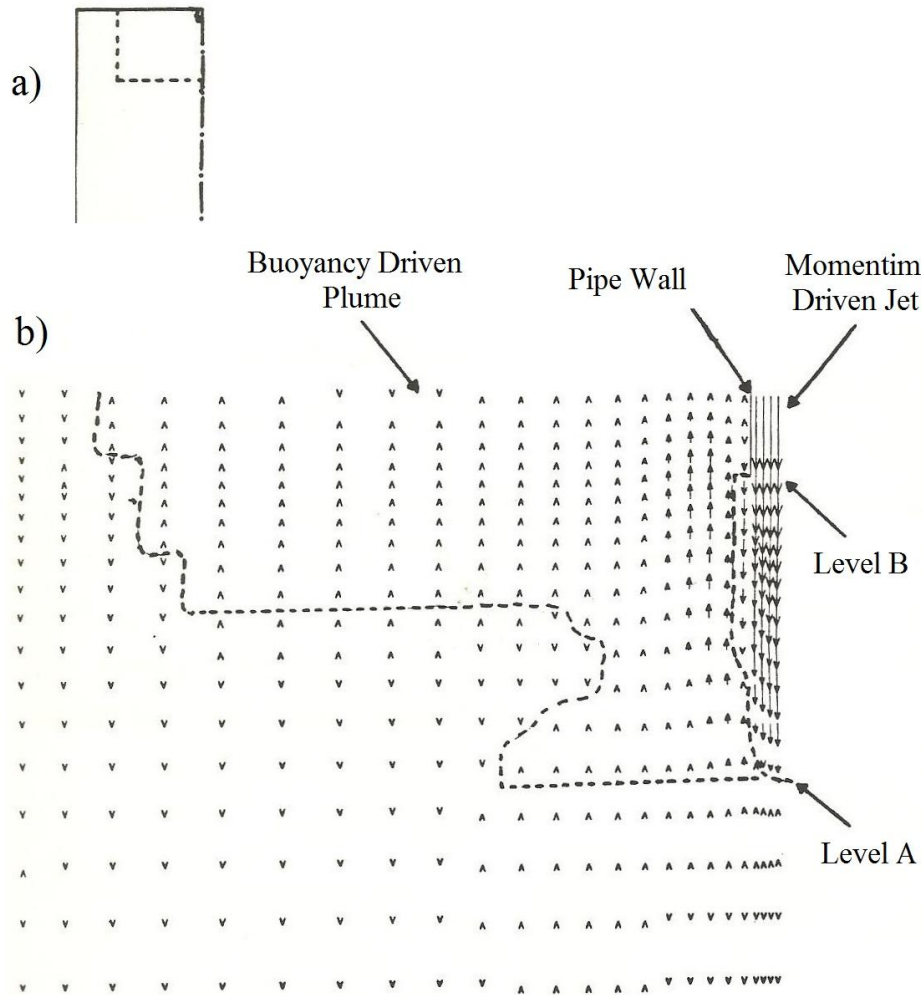 a)
Buoyancy Driven
Plume
Pipe Wall
Momentim
Driven Jet
b)
Level B
Level A